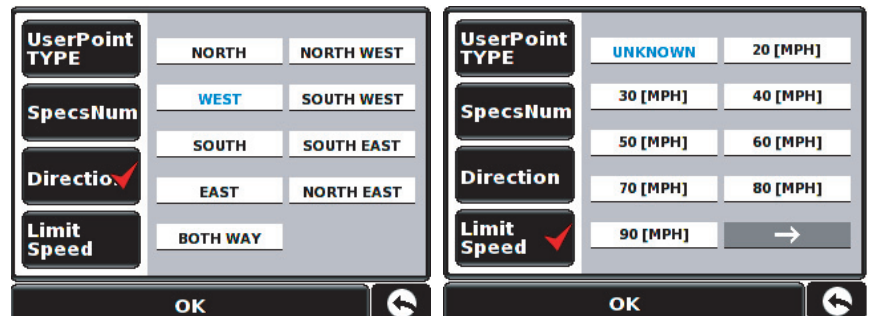 UserPoint
TYPE
SpecsNum
Direction
Limit
Speed
NORTH
NORTH WEST
WEST
SOUTH WEST
SOUTH
SOUTH EAST
EAST
NORTH EAST
BOTH WAY
OK
UserPoint
TYPE
SpecsNum
Direction
Limit
Speed
UNKNOWN
20 [MPH]
30 [MPH]
40 [MPH]
50 [MPH]
60 [MPH]
70 [MPH]
80 [MPH]
90 [MPH]
→
OK